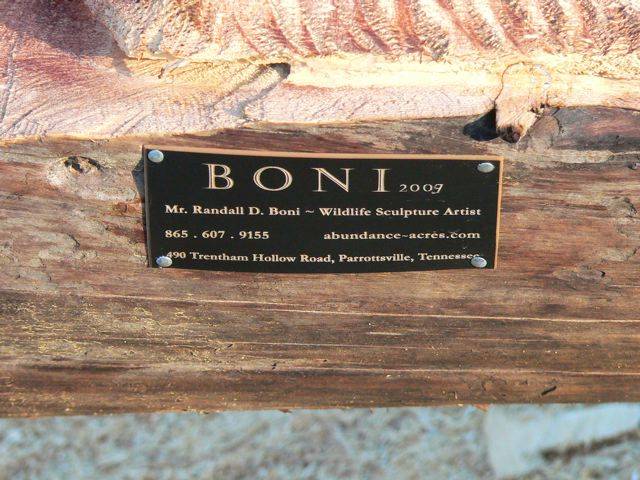 BONI 2009
Mr. Randall D. Boni ~ Wildlife Sculpture Artist
865 . 607 . 9155 abundance-acres.com
490 Trentham Hollow Road, Parrottsville, Tennessee